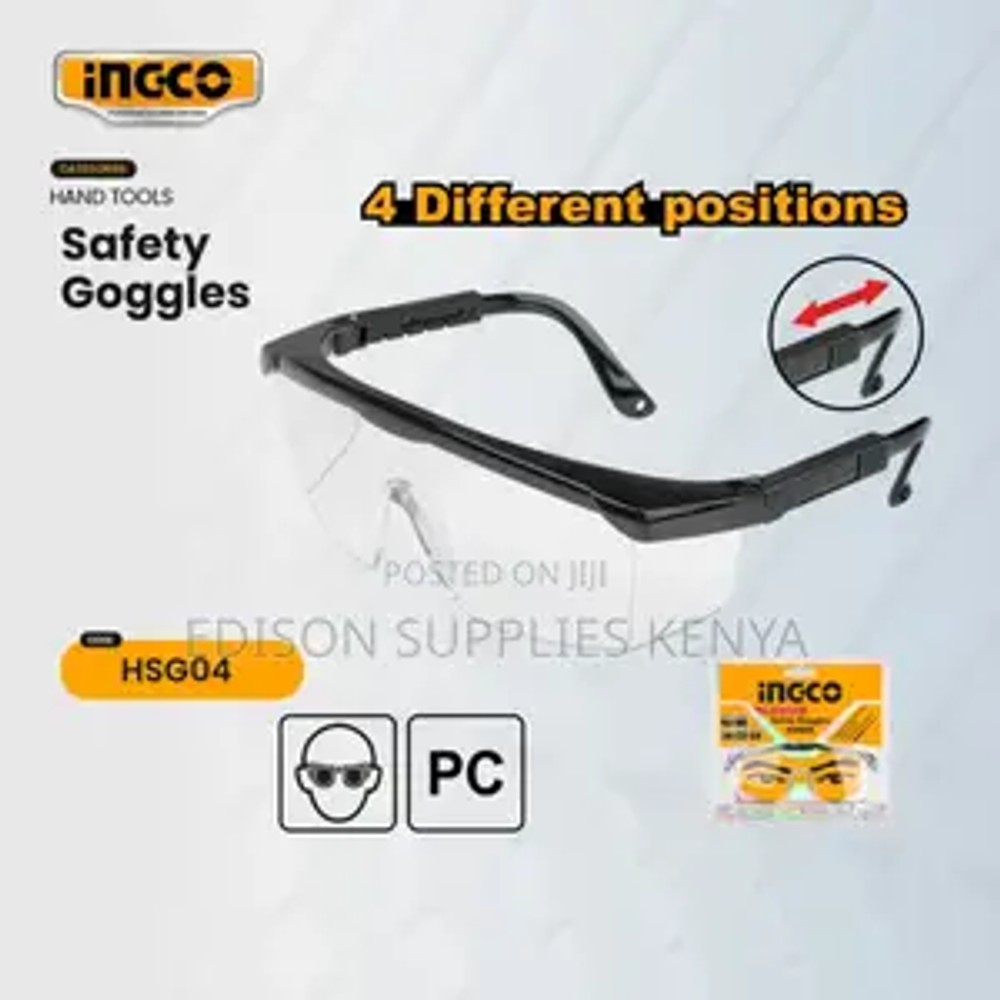 INGCO
HAND TOOLS
Safety
Goggles
4 Different positions
POSTED ON JIJI
EDISON SUPPLIES KENYA
HSG04
PC
INGCO